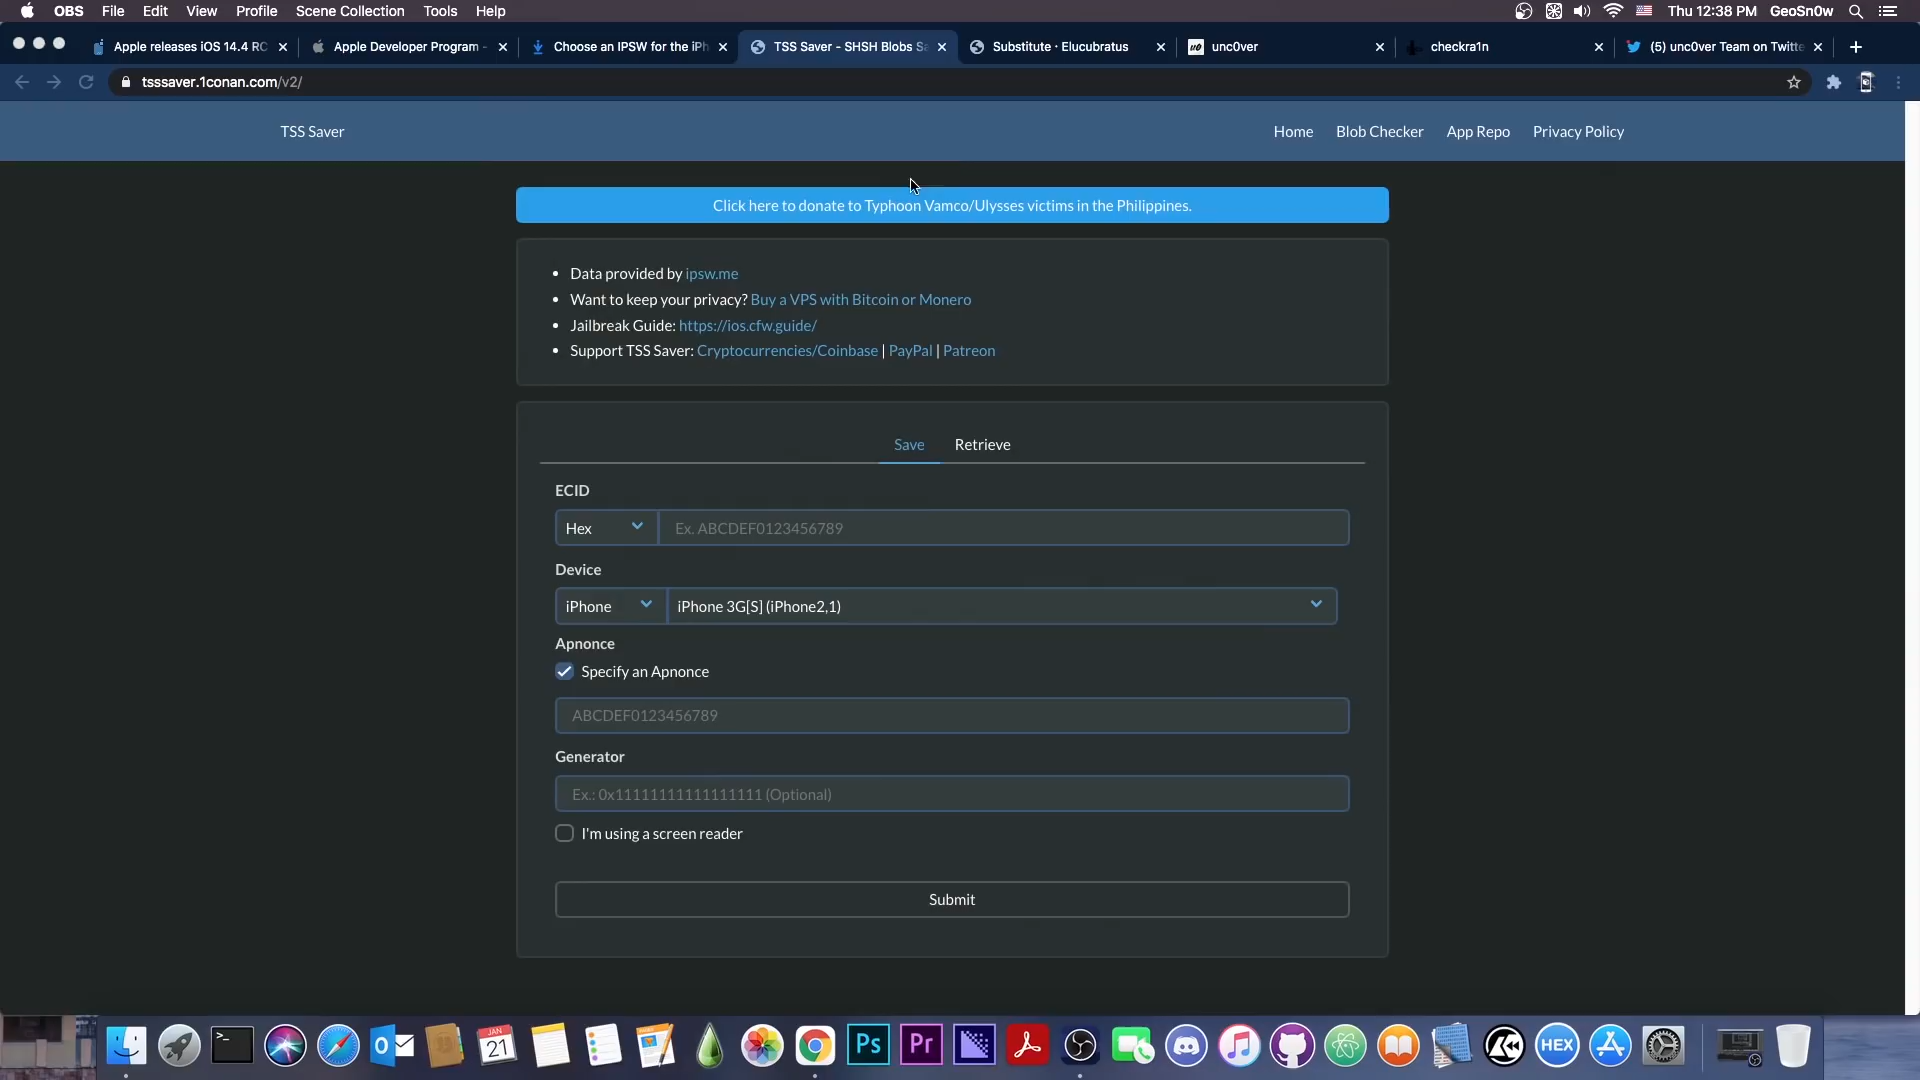 OBS File Edit View Profile Scene Collection Tools Help Thu 12:38 PM GeoSn0w
Apple releases iOS 14.4 RC Apple Developer Program - Choose an IPSW for the iPh TSS Saver - SHSH Blobs Sa Substitute · Elucubratus unc0ver checkra1n (5) unc0ver Team on Twitte
tsssaver.1conan.com/v2/
TSS Saver Home Blob Checker App Repo Privacy Policy
Click here to donate to Typhoon Vamco/Ulysses victims in the Philippines.
Data provided by ipsw.me
Want to keep your privacy? Buy a VPS with Bitcoin or Monero
Jailbreak Guide: https://ios.cfw.guide/
Support TSS Saver: Cryptocurrencies/Coinbase | PayPal | Patreon
Save Retrieve
ECID
Hex Ex. ABCDEF0123456789
Device
iPhone iPhone 3G[S] (iPhone2,1)
Apnonce
Specify an Apnonce
ABCDEF0123456789
Generator
Ex.: 0x1111111111111111 (Optional)
I'm using a screen reader
Submit
JAN
21
Ps Pr HEX